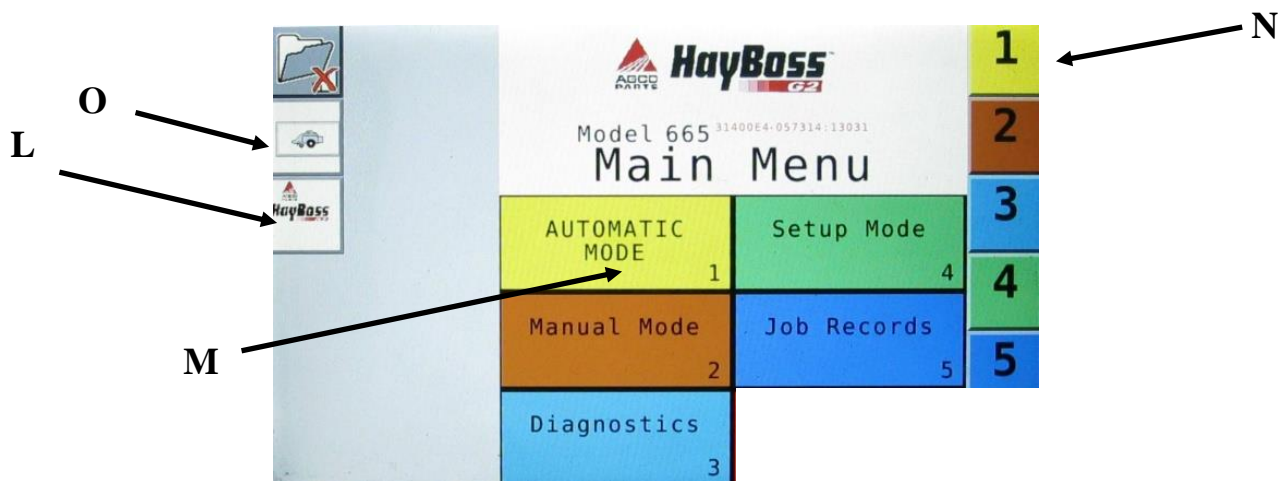 N
1
AGCO
PARTS
HayBoss
G2
O
2
Model 665 31400E4-057314:13031
L
Main Menu
HayBoss
3
AUTOMATIC
MODE
1
Setup Mode
4
4
M
Manual Mode
2
Job Records
5
5
Diagnostics
3